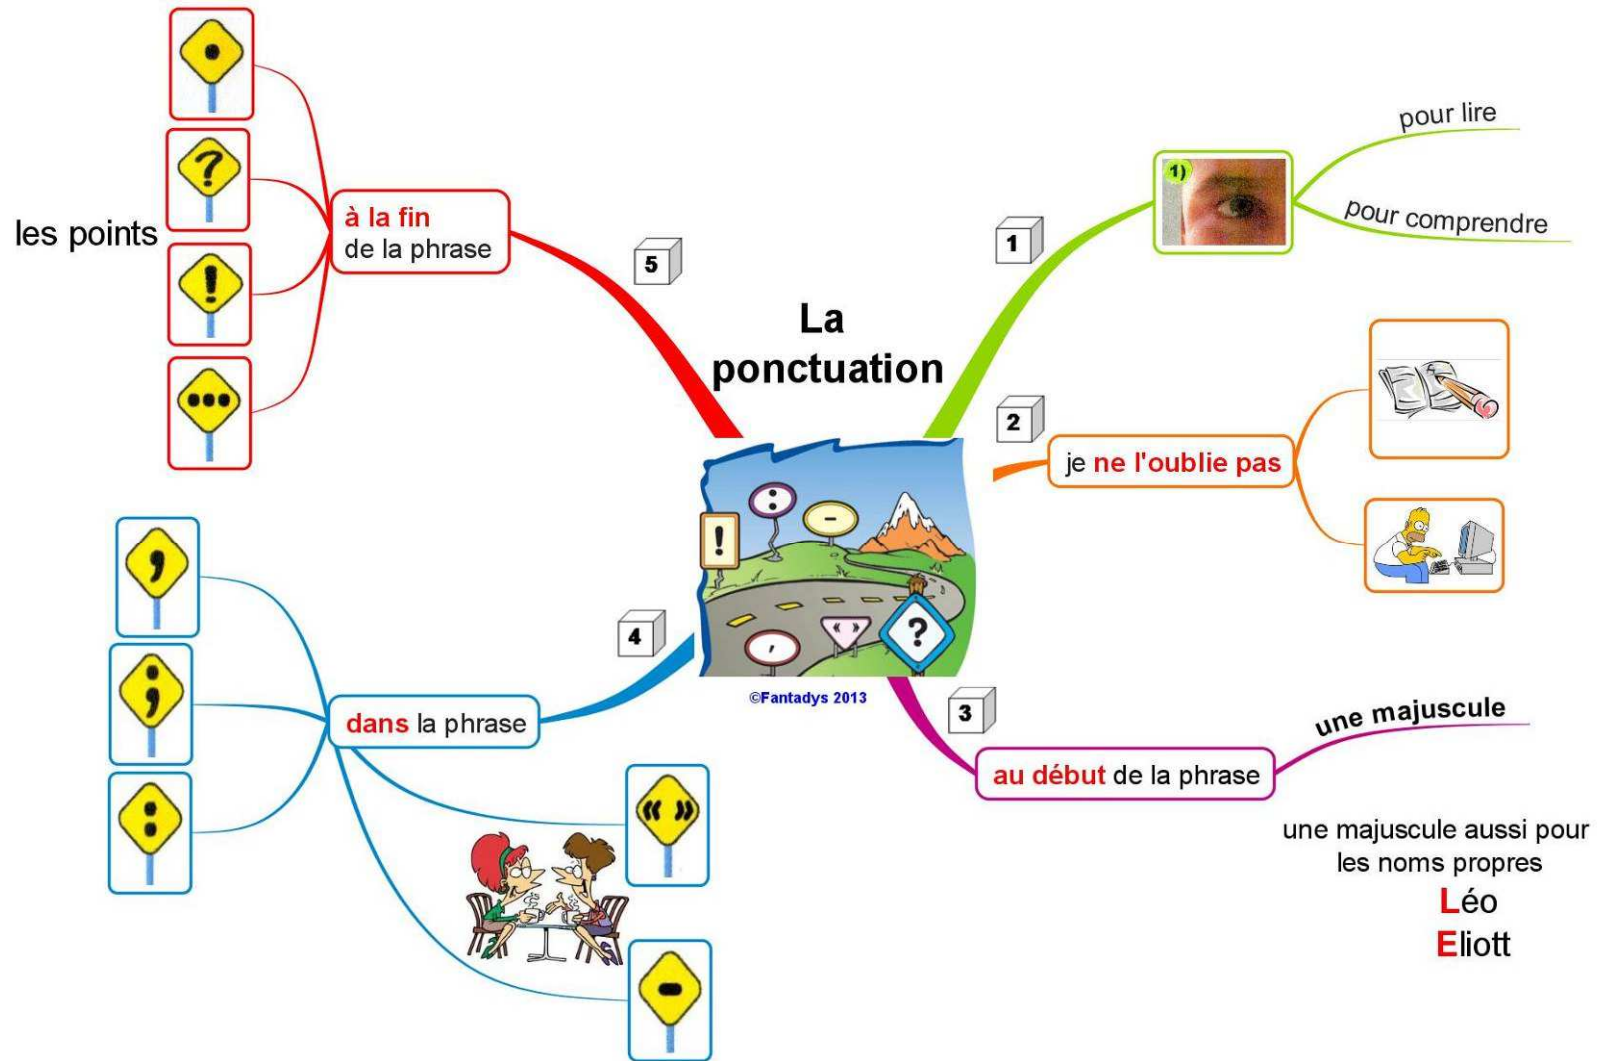 La
ponctuation
1
1)
pour lire
pour comprendre
2
je ne l'oublie pas
3
au début de la phrase
une majuscule
une majuscule aussi pour
les noms propres
Léo
Eliott
4
dans la phrase
,
;
:
« »
-
5
à la fin
de la phrase
les points
.
?
!
...
!
:
-
,
« »
?
©Fantadys 2013